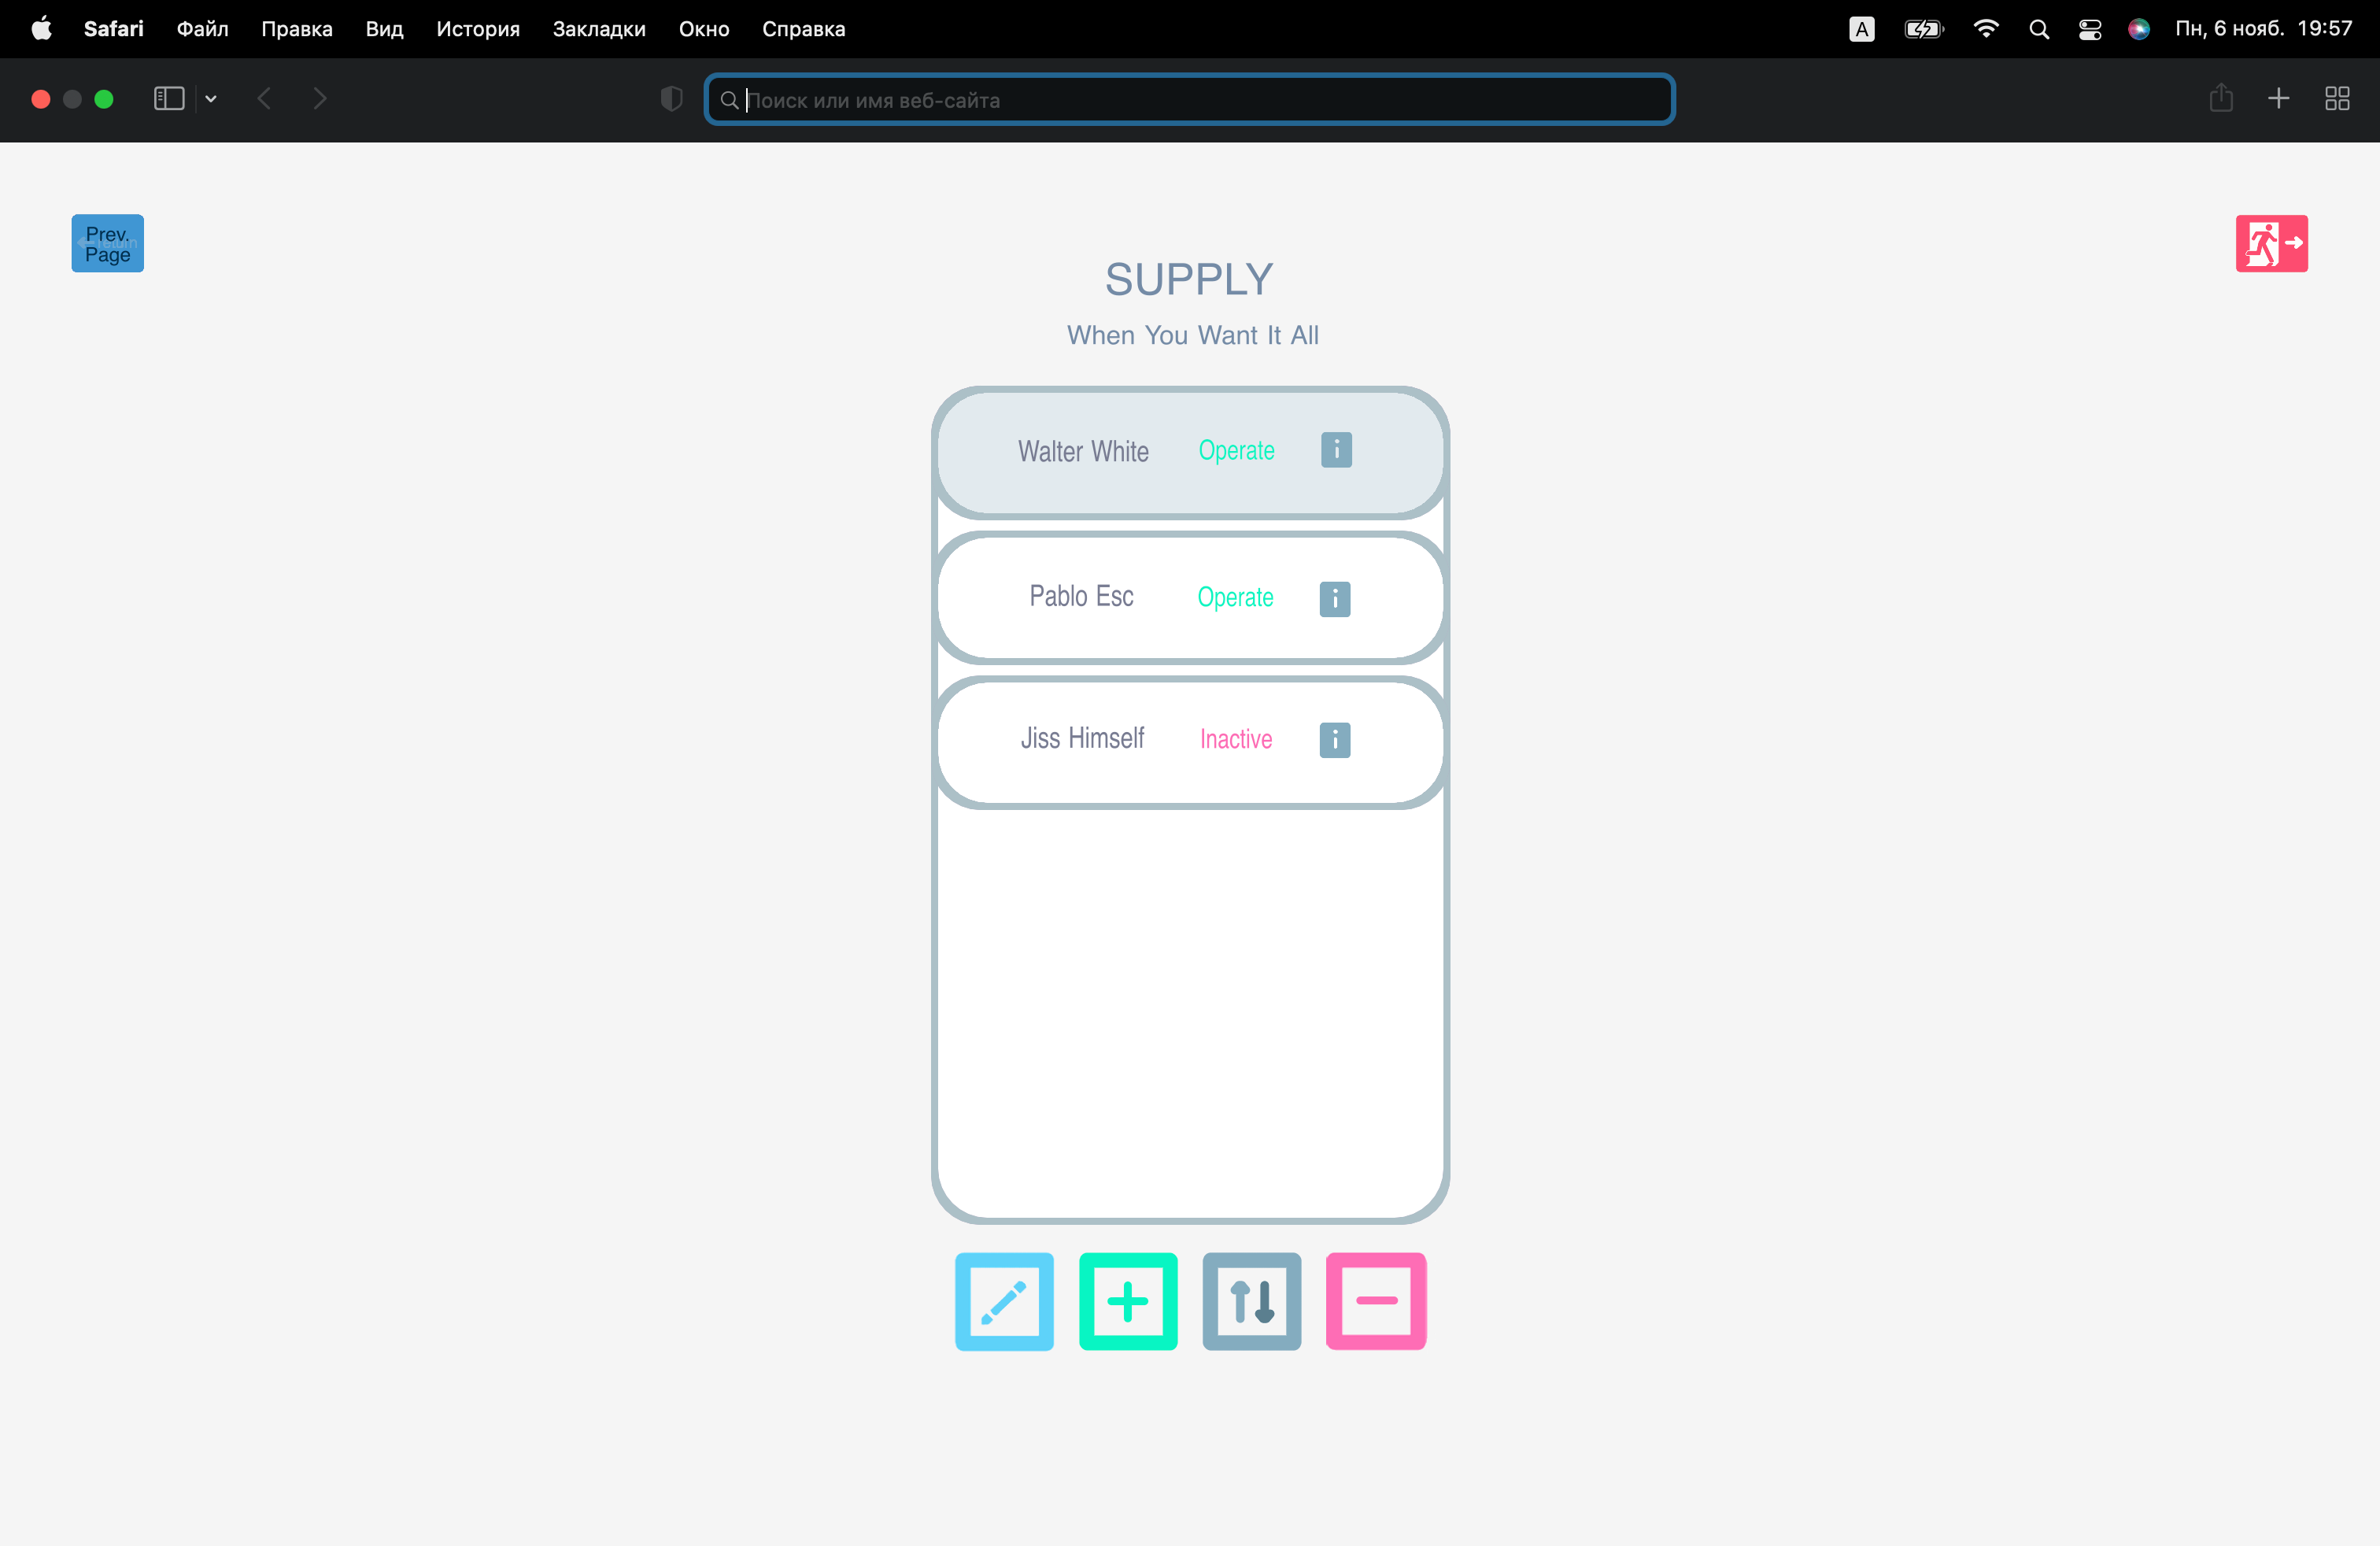 Safari Файл Правка Вид История Закладки Окно Справка A Пн, 6 нояб. 19:57
Поиск или имя веб-сайта
Prev.
return
Page
SUPPLY
When You Want It All
Walter White Operate i
Pablo Esc Operate i
Jiss Himself Inactive i